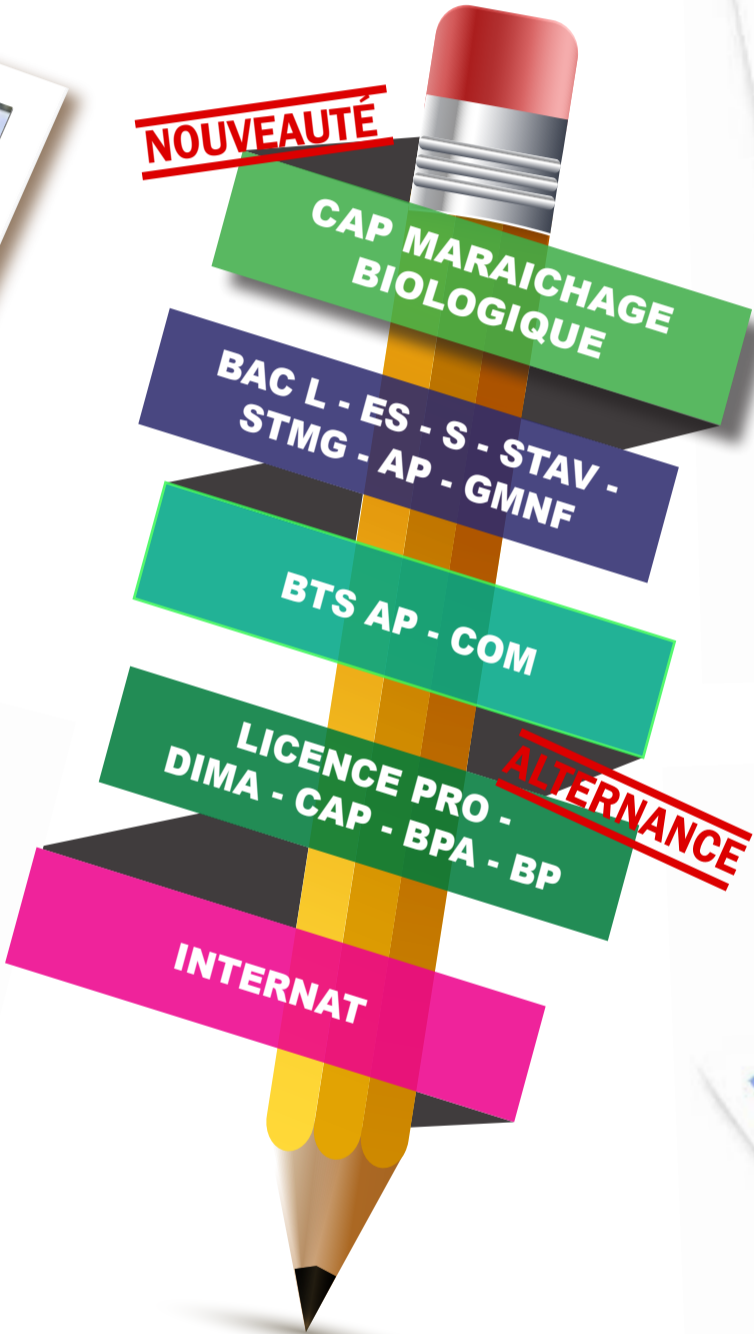 NOUVEAUTÉ
CAP MARAICHAGE
BIOLOGIQUE
BAC L - ES - S - STAV -
STMG - AP - GMNF
BTS AP - COM
LICENCE PRO -
DIMA - CAP - BPA - BP
ALTERNANCE
INTERNAT